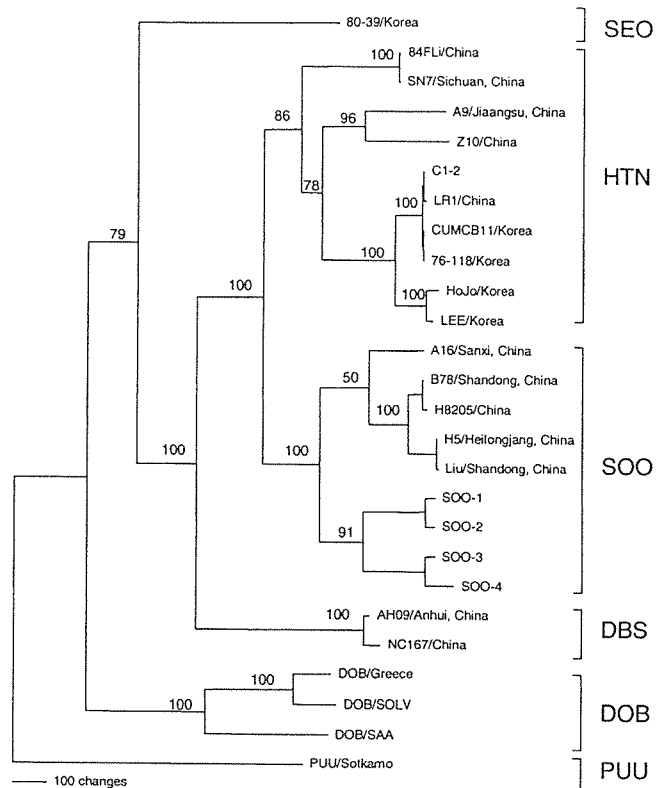 80-39/Korea
SEO
84FLi/China
100
SN7/Sichuan, China
86
A9/Jiaangsu, China
96
Z10/China
C1-2
HTN
78
LR1/China
100
CUMCB11/Korea
79
100
76-118/Korea
100
HoJo/Korea
100
LEE/Korea
A16/Sanxi, China
50
B78/Shandong, China
100
H8205/China
H5/Heilongjang, China
100
100
Liu/Shandong, China
SOO
SOO-1
SOO-2
91
SOO-3
SOO-4
AH09/Anhui, China
100
NC167/China
DBS
DOB/Greece
100
DOB/SOLV
100
DOB
DOB/SAA
PUU/Sotkamo
PUU
100 changes